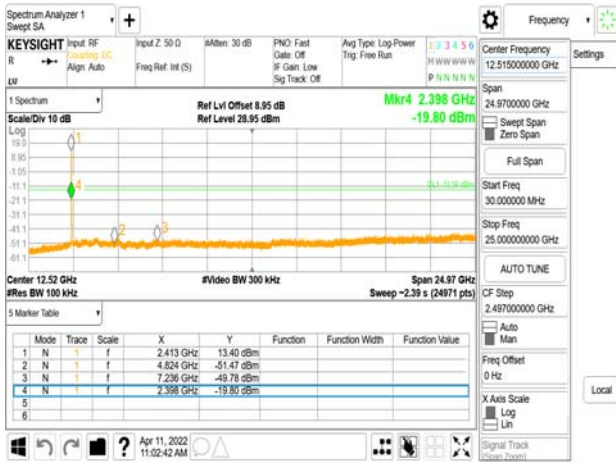 Spectrum Analyzer 1
Swept SA
Frequency
KEYSIGHT
Input: RF
Coupling: DC
Align: Auto
Input Z: 50 Ω
Freq Ref: Int (S)
#Atten: 30 dB
PNO: Fast
Gate: Off
IF Gain: Low
Sig Track: Off
Avg Type: Log-Power
Trig: Free Run
1 2 3 4 5 6
M W W W W W
P N N N N N
R
1 Spectrum
Scale/Div 10 dB
Ref Lvl Offset 8.95 dB
Ref Level 28.95 dBm
Mkr4 2.398 GHz
-19.80 dBm
Log
19.0
8.95
-1.05
-11.1
-21.1
-31.1
-41.1
-51.1
-61.1
1
4
2
3
Center 12.52 GHz
#Res BW 100 kHz
#Video BW 300 kHz
Span 24.97 GHz
Sweep ~2.39 s (24971 pts)
5 Marker Table
Mode Trace Scale X Y Function Function Width Function Value
1 N 1 f 2.413 GHz 13.40 dBm
2 N 1 f 4.824 GHz -51.47 dBm
3 N 1 f 7.236 GHz -49.78 dBm
4 N 1 f 2.398 GHz -19.80 dBm
5
6
Apr 11, 2022
11:02:42 AM
Center Frequency
12.515000000 GHz
Span
24.9700000 GHz
Swept Span
Zero Span
Full Span
Start Freq
30.000000 MHz
Stop Freq
25.000000000 GHz
AUTO TUNE
CF Step
2.497000000 GHz
Auto
Man
Freq Offset
0 Hz
X Axis Scale
Log
Lin
Signal Track
(Span Zoom)
Settings
Local